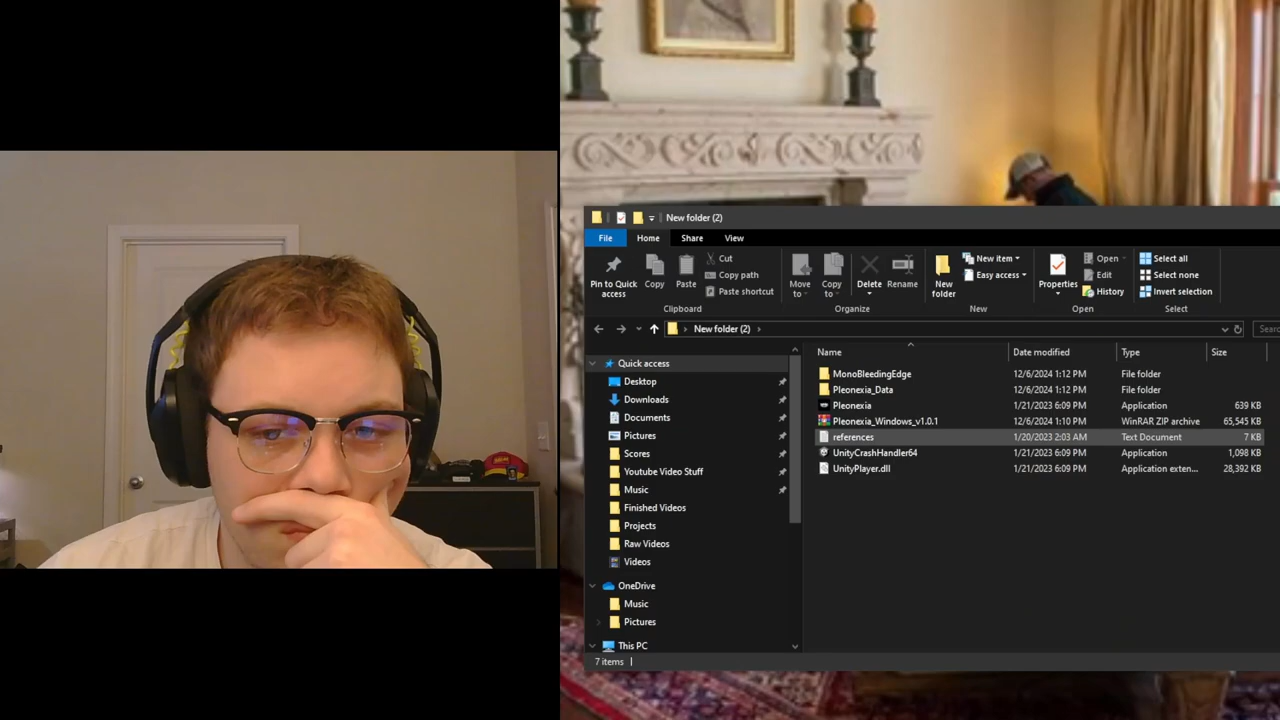 New folder (2)
File Home Share View
Pin to Quick access
Copy
Paste
Cut
Copy path
Paste shortcut
Clipboard
Move to
Copy to
Delete
Rename
Organize
New folder
New item
Easy access
New
Properties
Open
Edit
History
Open
Select all
Select none
Invert selection
Select
New folder (2)
Name Date modified Type Size
MonoBleedingEdge 12/6/2024 1:12 PM File folder
Pleonexia_Data 12/6/2024 1:12 PM File folder
Pleonexia 1/21/2023 6:09 PM Application 639 KB
Pleonexia_Windows_v1.0.1 12/6/2024 1:10 PM WinRAR ZIP archive 65,545 KB
references 1/20/2023 2:03 AM Text Document 7 KB
UnityCrashHandler64 1/21/2023 6:09 PM Application 1,098 KB
UnityPlayer.dll 1/21/2023 6:09 PM Application exten... 28,392 KB
Quick access
Desktop
Downloads
Documents
Pictures
Scores
Youtube Video Stuff
Music
Finished Videos
Projects
Raw Videos
Videos
OneDrive
Music
Pictures
This PC
7 items